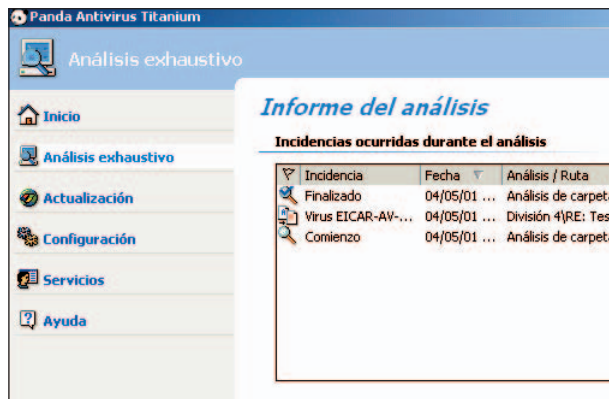 Panda Antivirus Titanium
Análisis exhaustivo
Inicio
Análisis exhaustivo
Actualización
Configuración
Servicios
Ayuda
Informe del análisis
Incidencias ocurridas durante el análisis
Incidencia Fecha Análisis / Ruta
Finalizado 04/05/01 ... Análisis de carpeta
Virus EICAR-AV-... 04/05/01 ... División 4\RE: Tes
Comienzo 04/05/01 ... Análisis de carpeta